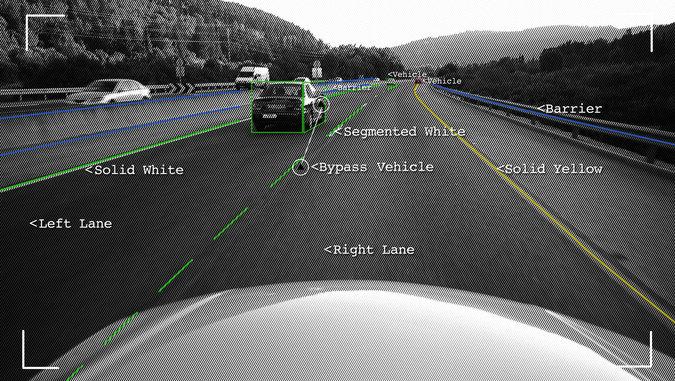 <Vehicle
<Vehicle
<Barrier
<Barrier
<Segmented White
<Solid White
<Bypass Vehicle
<Solid Yellow
<Left Lane
<Right Lane